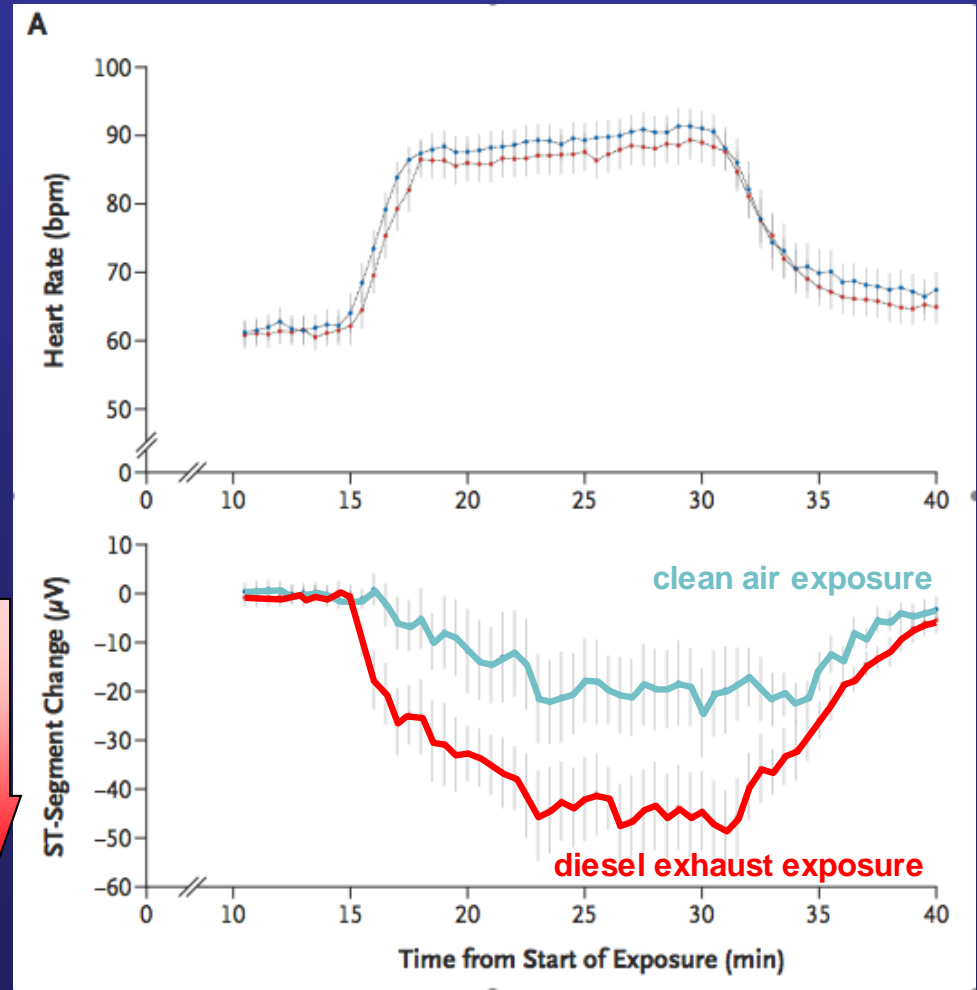 A
100
90
80
70
60
50
0
Heart Rate (bpm)
0 10 15 20 25 30 35 40
10
0
−10
−20
−30
−40
−50
−60
ST-Segment Change (µV)
clean air exposure
diesel exhaust exposure
0 10 15 20 25 30 35 40
Time from Start of Exposure (min)